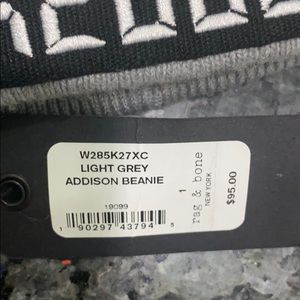 W285K27XC
LIGHT GREY
ADDISON BEANIE
19099
1 90297 43794 5
1
rag & bone
NEW YORK
$95.00